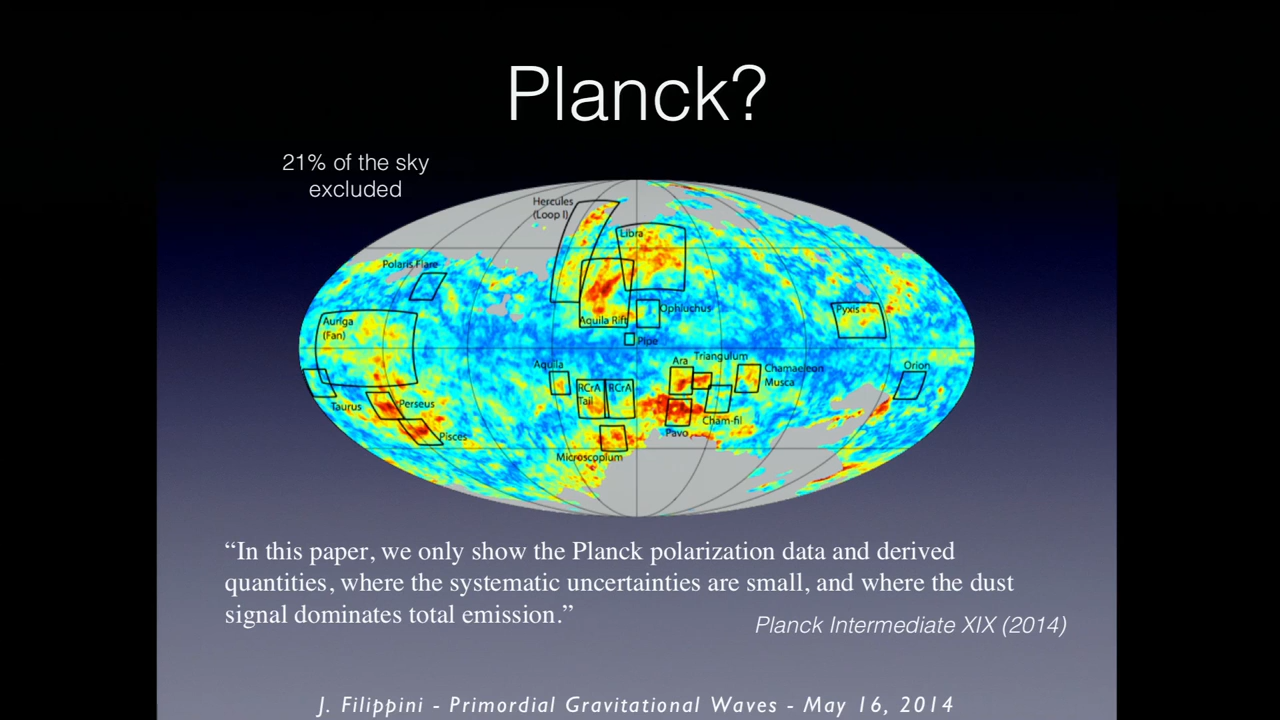 Planck?
21% of the sky
excluded
Hercules
(Loop I)
Libra
Polaris Flare
Auriga
(Fan)
Aquila Rift
Ophiuchus
Pyxis
Pipe
Aquila
Ara
Triangulum
Chamaeleon
Musca
Orion
RCrA
Tail
RCrA
Taurus
Perseus
Cham-fil
Pisces
Pavo
Microscopium
“In this paper, we only show the Planck polarization data and derived
quantities, where the systematic uncertainties are small, and where the dust
signal dominates total emission.”
Planck Intermediate XIX (2014)
J. Filippini - Primordial Gravitational Waves - May 16, 2014